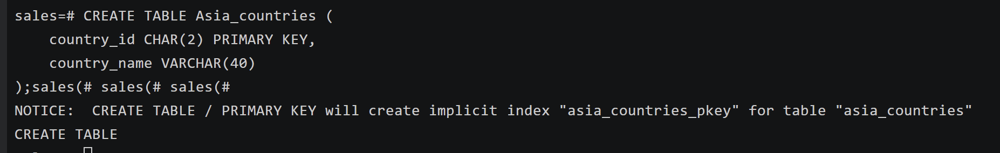 sales=# CREATE TABLE Asia_countries (
    country_id CHAR(2) PRIMARY KEY,
    country_name VARCHAR(40)
);sales(# sales(# sales(#
NOTICE:  CREATE TABLE / PRIMARY KEY will create implicit index "asia_countries_pkey" for table "asia_countries"
CREATE TABLE